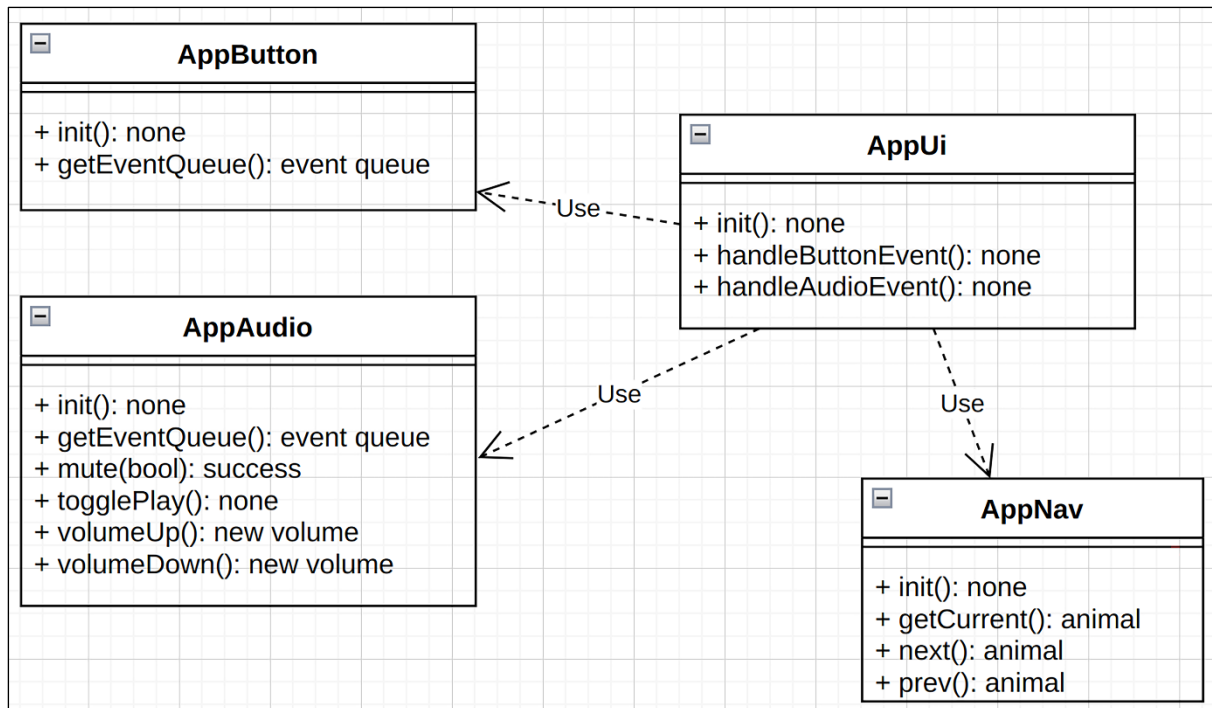 AppButton
+ init(): none
+ getEventQueue(): event queue
AppUi
+ init(): none
+ handleButtonEvent(): none
+ handleAudioEvent(): none
Use
AppAudio
+ init(): none
+ getEventQueue(): event queue
+ mute(bool): success
+ togglePlay(): none
+ volumeUp(): new volume
+ volumeDown(): new volume
Use
Use
AppNav
+ init(): none
+ getCurrent(): animal
+ next(): animal
+ prev(): animal